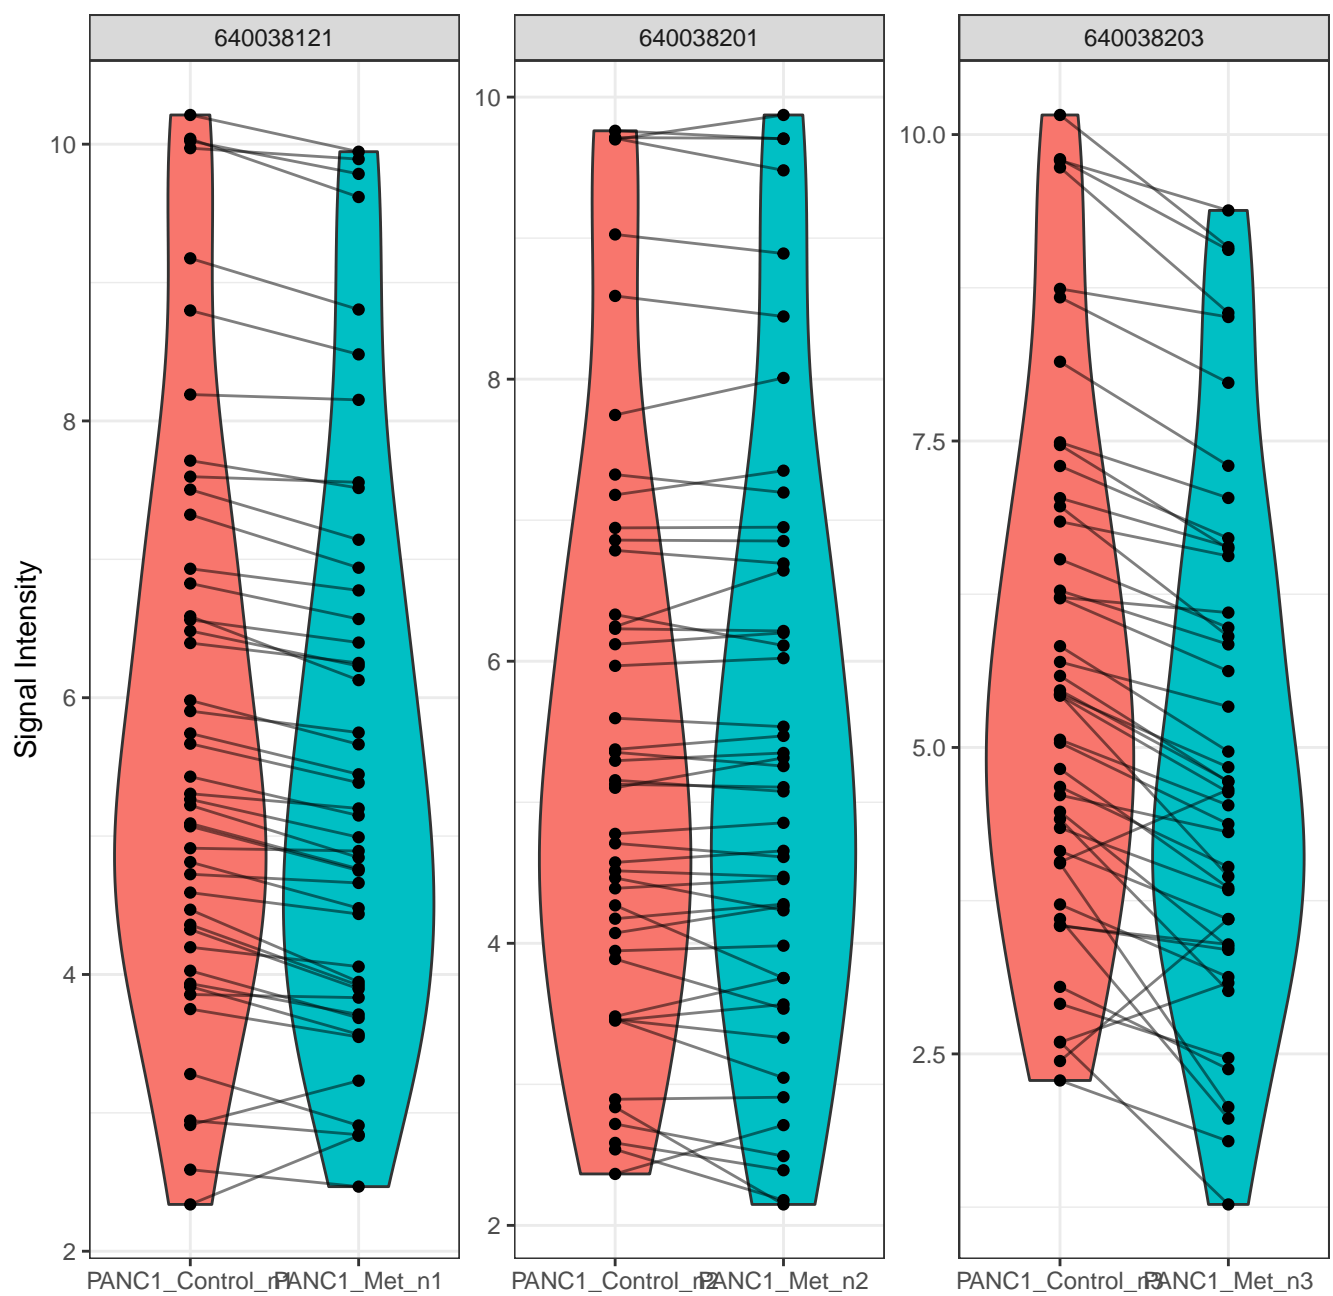 640038121
640038201
640038203
Signal Intensity
10
8
6
4
2
10
8
6
4
2
10.0
7.5
5.0
2.5
PANC1_Control_n1
PANC1_Met_n1
PANC1_Control_n2
PANC1_Met_n2
PANC1_Control_n3
PANC1_Met_n3